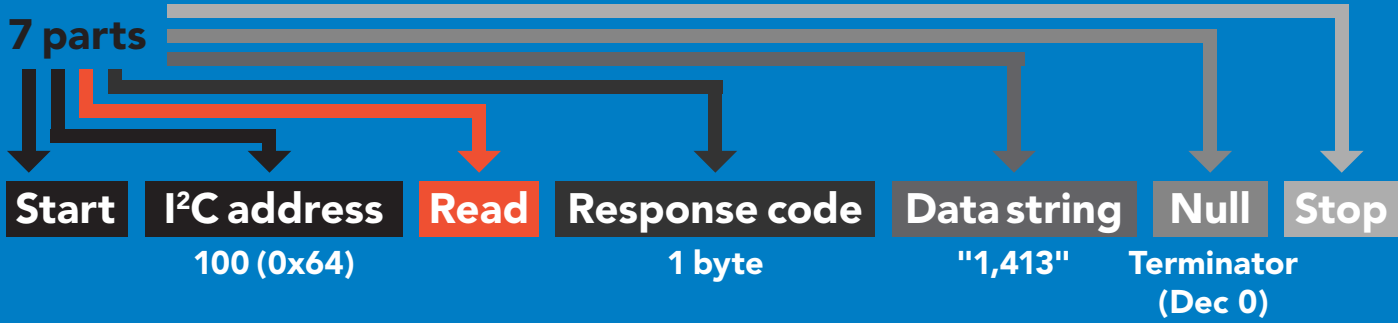 7 parts
Start I²C address Read Response code Data string Null Stop
100 (0x64) 1 byte "1,413" Terminator
(Dec 0)